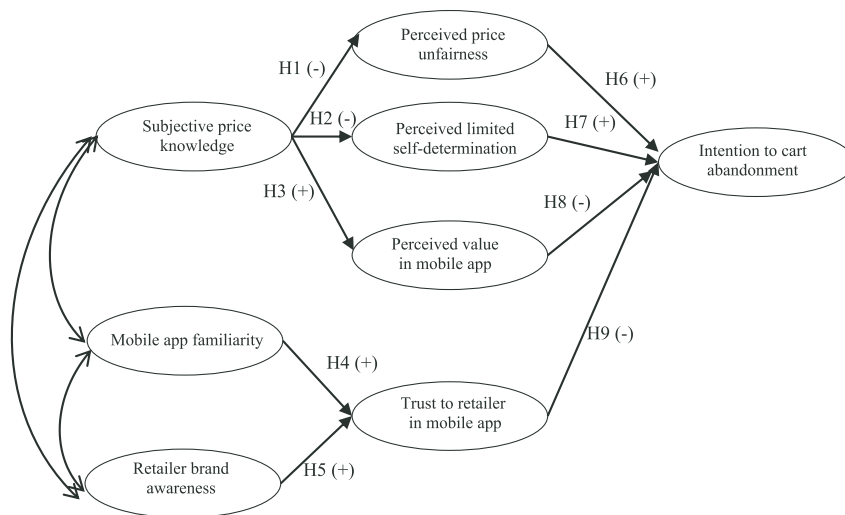 Perceived price
unfairness
H1 (-)
H6 (+)
H2 (-)
H7 (+)
Subjective price
knowledge
Perceived limited
self-determination
Intention to cart
abandonment
H3 (+)
H8 (-)
Perceived value
in mobile app
H9 (-)
Mobile app familiarity
H4 (+)
Trust to retailer
in mobile app
Retailer brand
awareness
H5 (+)